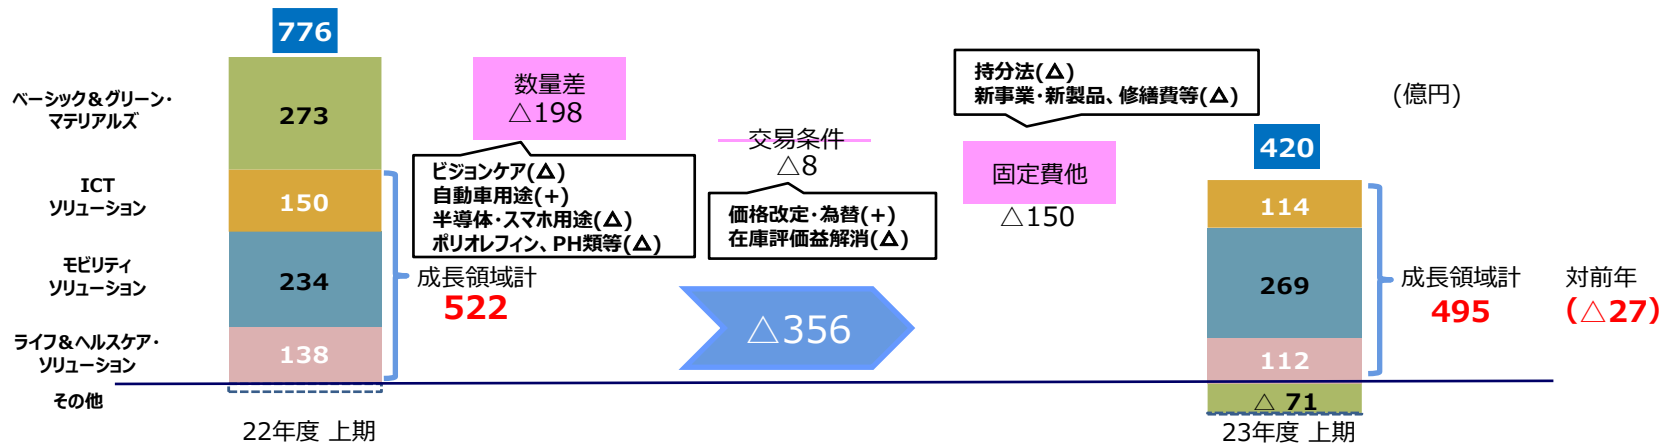 776
ベーシック&グリーン・
マテリアルズ
273
ICT
ソリューション
150
モビリティ
ソリューション
234
ライフ&ヘルスケア・
ソリューション
138
その他
22年度 上期
成長領域計
522
数量差
△198
ビジョンケア(△)
自動車用途(+)
半導体・スマホ用途(△)
ポリオレフィン、PH類等(△)
交易条件
△8
価格改定・為替(+)
在庫評価益解消(△)
△356
持分法(△)
新事業・新製品、修繕費等(△)
固定費他
△150
(億円)
420
114
269
112
△ 71
23年度 上期
成長領域計
495
対前年
(△27)